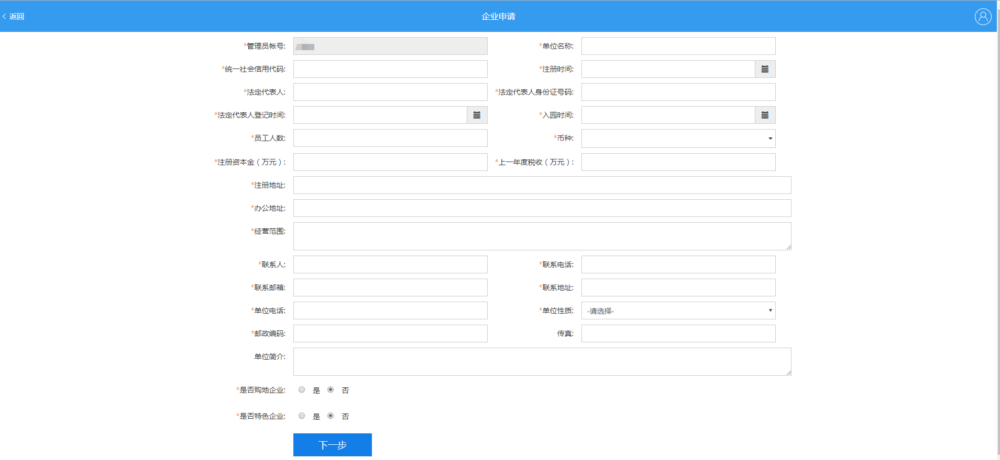 返回
企业申请
*管理员帐号:
*单位名称:
*统一社会信用代码:
*注册时间:
*法定代表人:
*法定代表人身份证号码:
*法定代表人登记时间:
*入园时间:
*员工人数:
*币种:
*注册资本金（万元）:
*上一年度税收（万元）:
*注册地址:
*办公地址:
*经营范围:
*联系人:
*联系电话:
*联系邮箱:
*联系地址:
*单位电话:
*单位性质: -请选择-
*邮政编码:
传真:
单位简介:
*是否购地企业: 是 否
*是否特色企业: 是 否
下一步